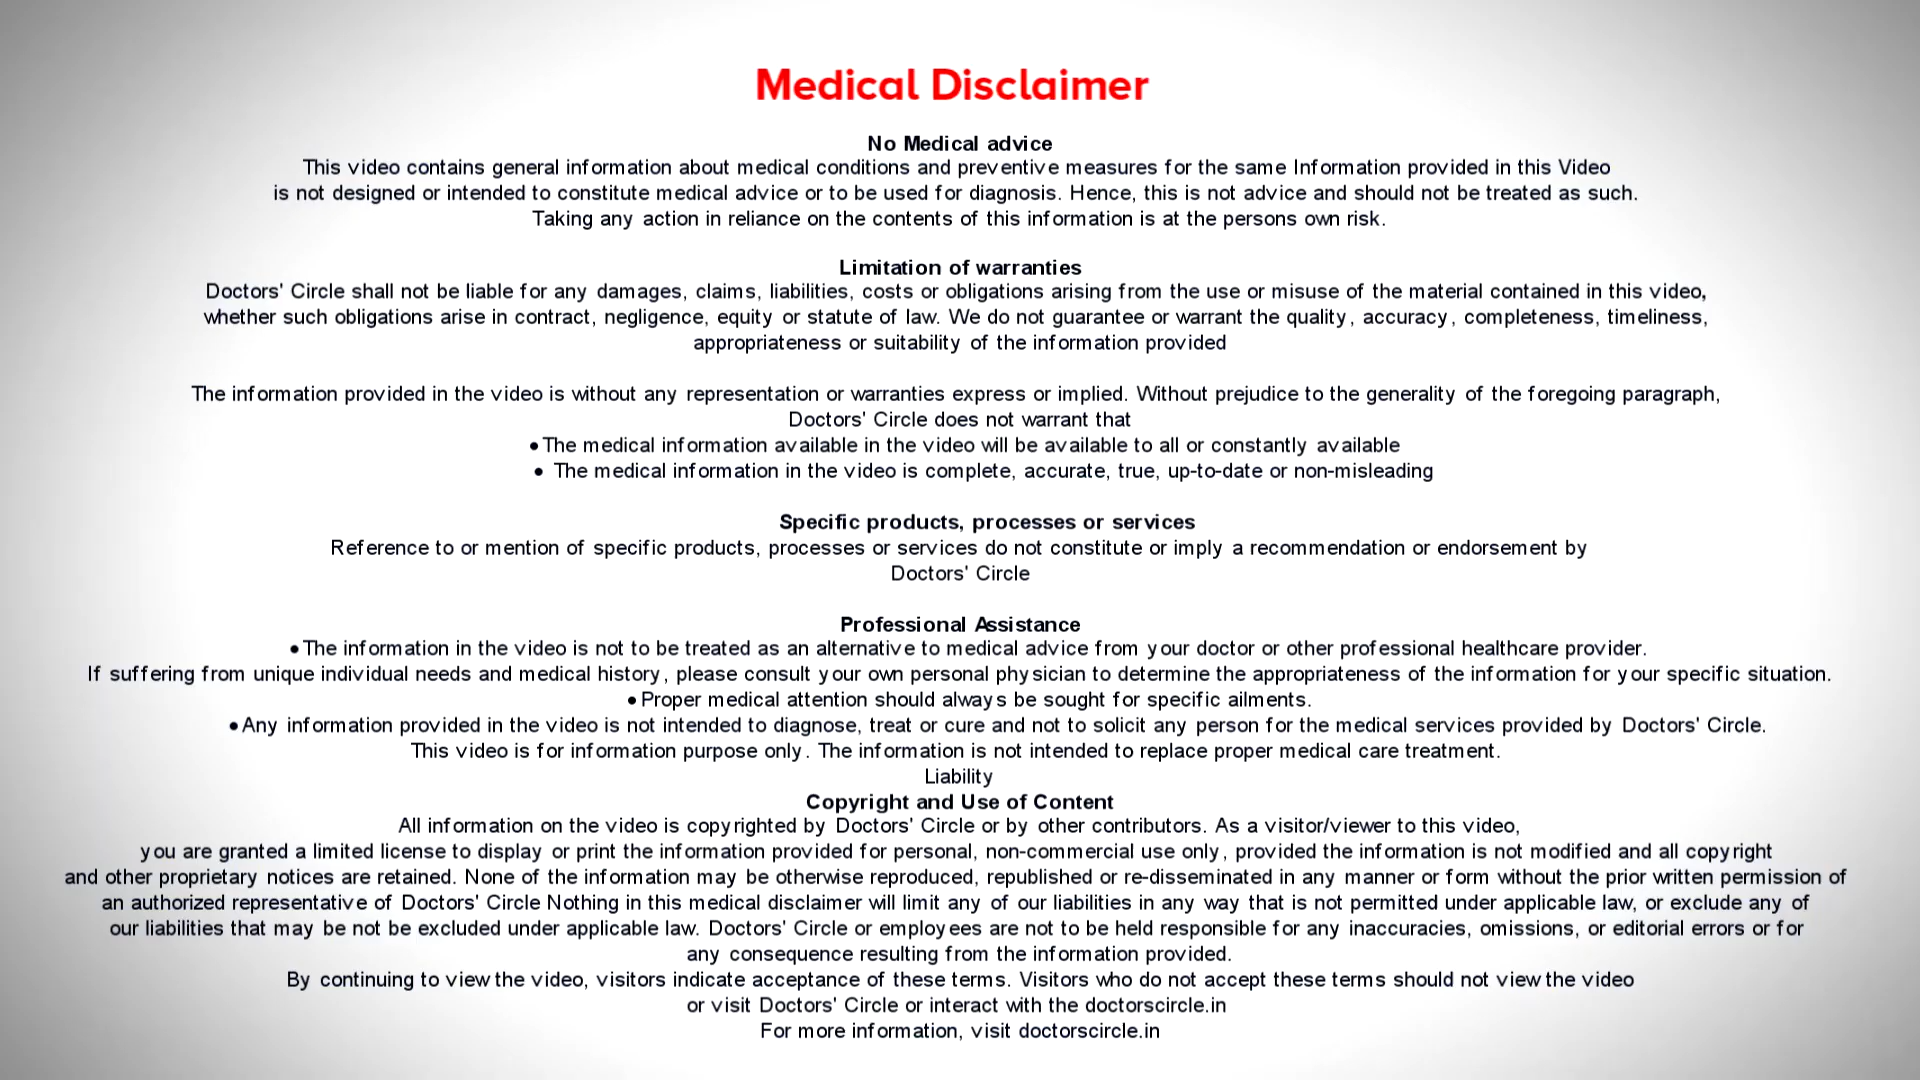 Medical Disclaimer
No Medical advice
This video contains general information about medical conditions and preventive measures for the same Information provided in this Video
is not designed or intended to constitute medical advice or to be used for diagnosis. Hence, this is not advice and should not be treated as such.
Taking any action in reliance on the contents of this information is at the persons own risk.
Limitation of warranties
Doctors' Circle shall not be liable for any damages, claims, liabilities, costs or obligations arising from the use or misuse of the material contained in this video,
whether such obligations arise in contract, negligence, equity or statute of law. We do not guarantee or warrant the quality, accuracy, completeness, timeliness,
appropriateness or suitability of the information provided
The information provided in the video is without any representation or warranties express or implied. Without prejudice to the generality of the foregoing paragraph,
Doctors' Circle does not warrant that
• The medical information available in the video will be available to all or constantly available
• The medical information in the video is complete, accurate, true, up-to-date or non-misleading
Specific products, processes or services
Reference to or mention of specific products, processes or services do not constitute or imply a recommendation or endorsement by
Doctors' Circle
Professional Assistance
• The information in the video is not to be treated as an alternative to medical advice from your doctor or other professional healthcare provider.
If suffering from unique individual needs and medical history, please consult your own personal physician to determine the appropriateness of the information for your specific situation.
• Proper medical attention should always be sought for specific ailments.
• Any information provided in the video is not intended to diagnose, treat or cure and not to solicit any person for the medical services provided by Doctors' Circle.
This video is for information purpose only. The information is not intended to replace proper medical care treatment.
Liability
Copyright and Use of Content
All information on the video is copyrighted by Doctors' Circle or by other contributors. As a visitor/viewer to this video,
you are granted a limited license to display or print the information provided for personal, non-commercial use only, provided the information is not modified and all copyright
and other proprietary notices are retained. None of the information may be otherwise reproduced, republished or re-disseminated in any manner or form without the prior written permission of
an authorized representative of Doctors' Circle Nothing in this medical disclaimer will limit any of our liabilities in any way that is not permitted under applicable law, or exclude any of
our liabilities that may be not be excluded under applicable law. Doctors' Circle or employees are not to be held responsible for any inaccuracies, omissions, or editorial errors or for
any consequence resulting from the information provided.
By continuing to view the video, visitors indicate acceptance of these terms. Visitors who do not accept these terms should not view the video
or visit Doctors' Circle or interact with the doctorscircle.in
For more information, visit doctorscircle.in